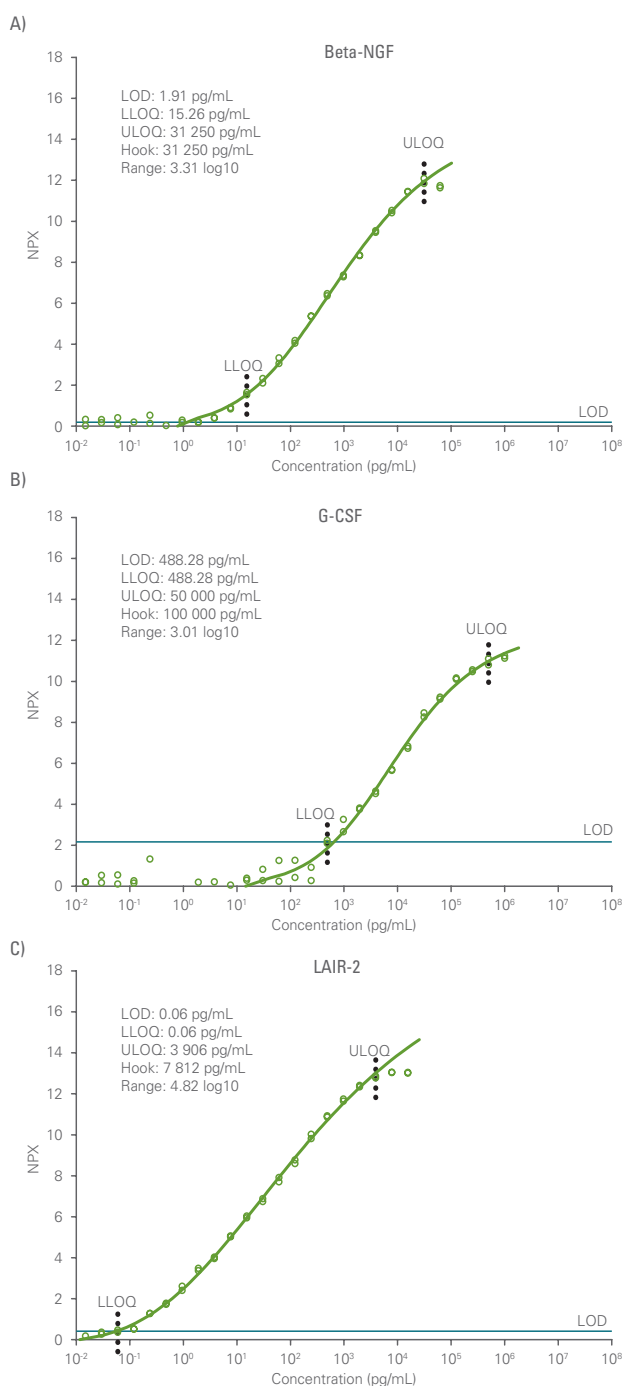 A)
Beta-NGF
LOD: 1.91 pg/mL
LLOQ: 15.26 pg/mL
ULOQ: 31 250 pg/mL
Hook: 31 250 pg/mL
Range: 3.31 log10
NPX
18
16
14
12
10
8
6
4
2
0
ULOQ
LLOQ
LOD
10-2 10-1 100 101 102 103 104 105 106 107 108
Concentration (pg/mL)
B)
G-CSF
LOD: 488.28 pg/mL
LLOQ: 488.28 pg/mL
ULOQ: 50 000 pg/mL
Hook: 100 000 pg/mL
Range: 3.01 log10
NPX
18
16
14
12
10
8
6
4
2
0
ULOQ
LLOQ
LOD
10-2 10-1 100 101 102 103 104 105 106 107 108
Concentration (pg/mL)
C)
LAIR-2
LOD: 0.06 pg/mL
LLOQ: 0.06 pg/mL
ULOQ: 3 906 pg/mL
Hook: 7 812 pg/mL
Range: 4.82 log10
NPX
18
16
14
12
10
8
6
4
2
0
ULOQ
LLOQ
LOD
10-2 10-1 100 101 102 103 104 105 106 107 108
Concentration (pg/mL)